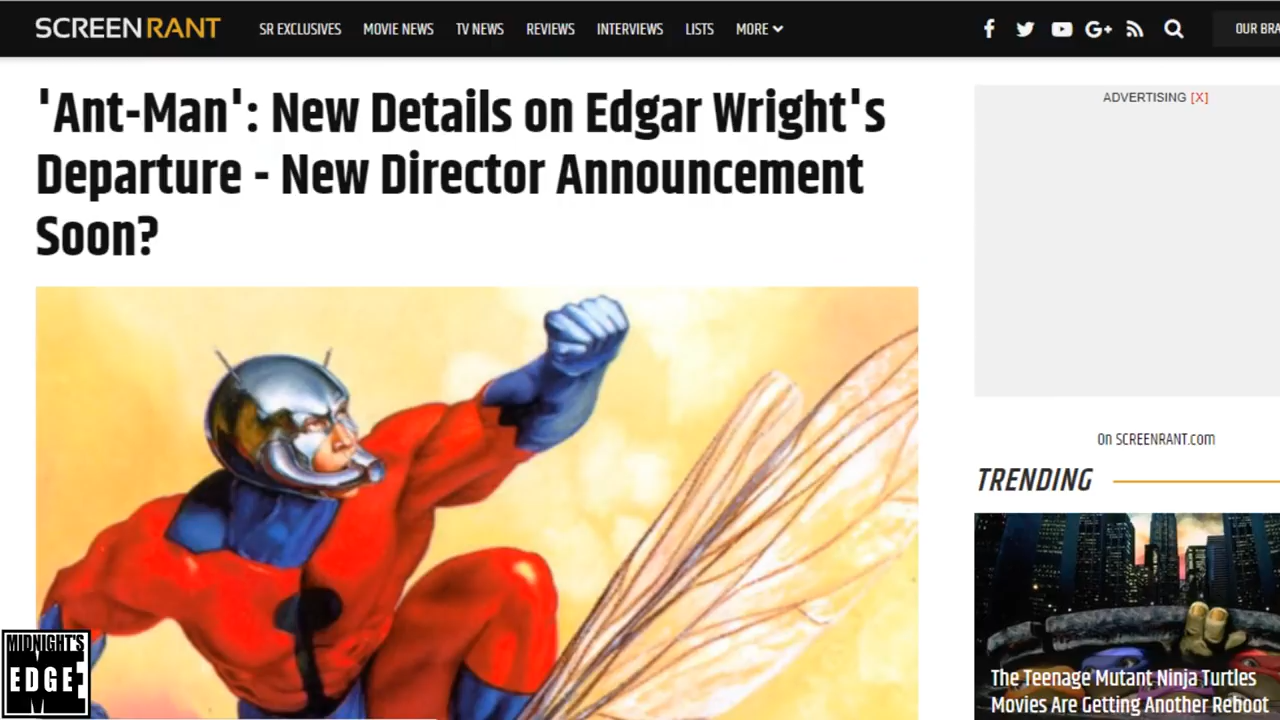 SCREENRANT SR EXCLUSIVES MOVIE NEWS TV NEWS REVIEWS INTERVIEWS LISTS MORE OUR BRA
'Ant-Man': New Details on Edgar Wright's
Departure - New Director Announcement
Soon?
ADVERTISING [X]
On SCREENRANT.com
TRENDING
The Teenage Mutant Ninja Turtles
Movies Are Getting Another Reboot
MIDNIGHT'S
EDGE